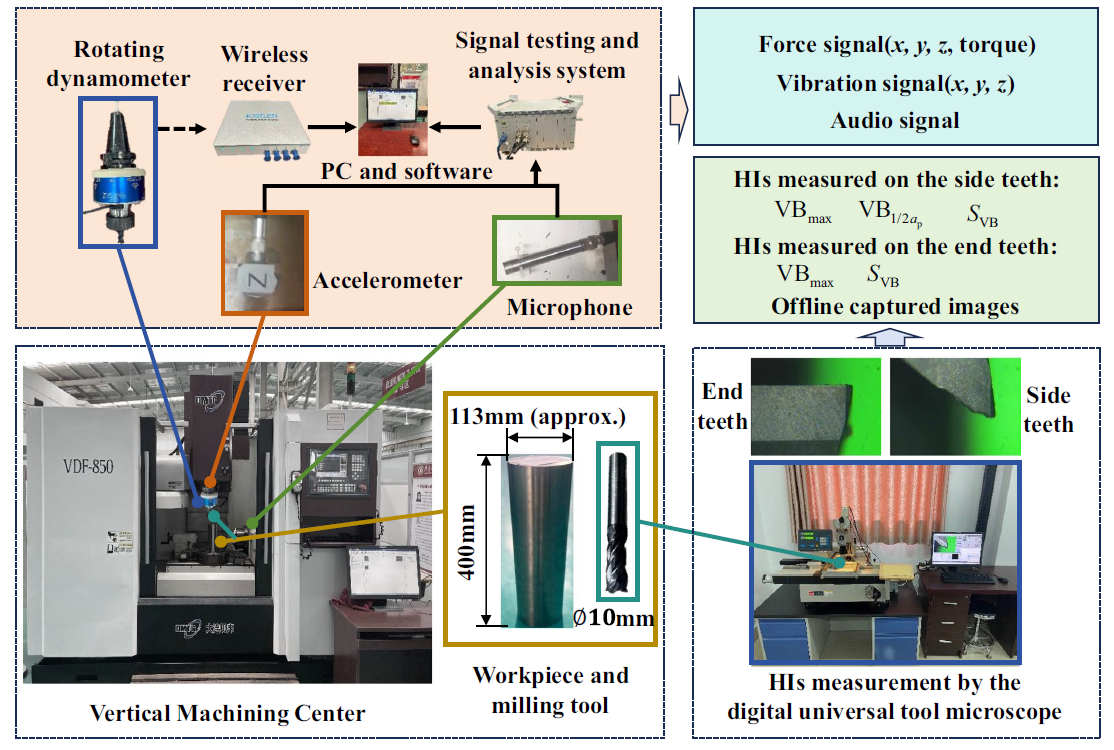 Rotating
dynamometer
Wireless
receiver
Signal testing and
analysis system
KISTLER
PC and software
N
Accelerometer
Microphone
Force signal(x, y, z, torque)
Vibration signal(x, y, z)
Audio signal
HIs measured on the side teeth:
VBmax VB1/2ap SVB
HIs measured on the end teeth:
VBmax SVB
Offline captured images
VDF-850
113mm (approx.)
400mm
∅10mm
Workpiece and
milling tool
Vertical Machining Center
End
teeth
Side
teeth
HIs measurement by the
digital universal tool microscope